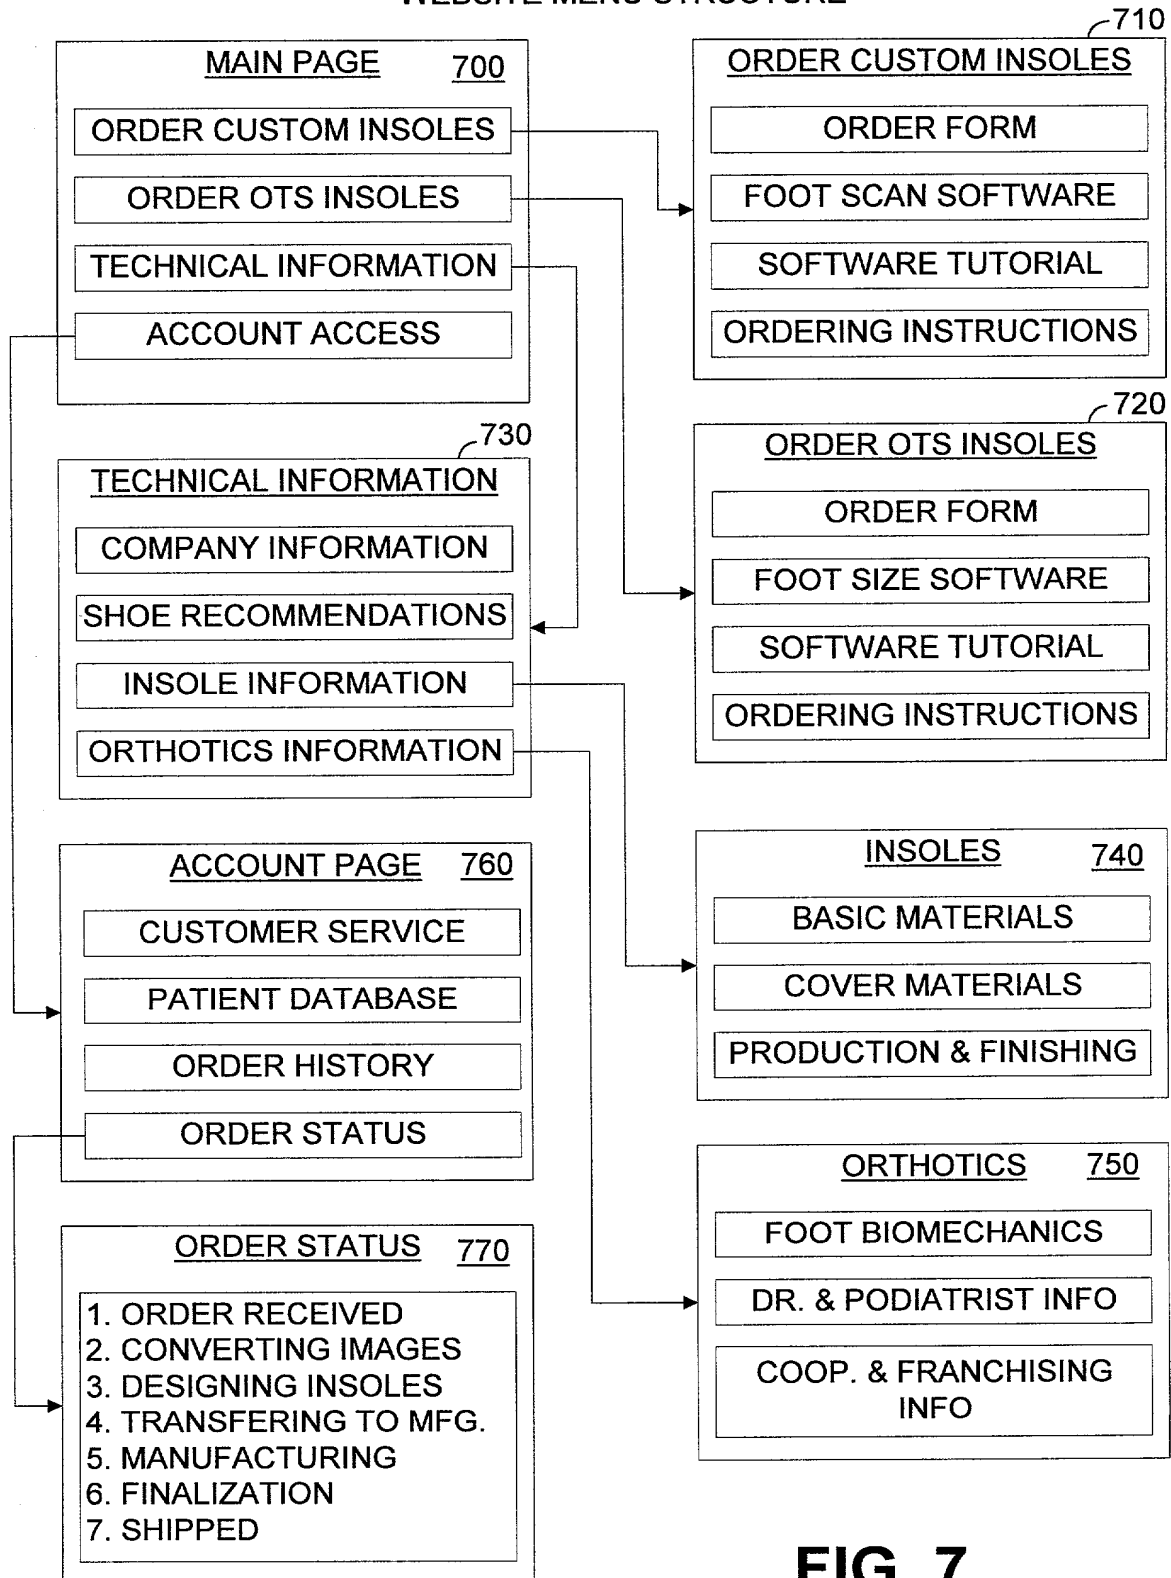 WEBSITE MENU STRUCTURE
MAIN PAGE 700
ORDER CUSTOM INSOLES
ORDER OTS INSOLES
TECHNICAL INFORMATION
ACCOUNT ACCESS
710
ORDER CUSTOM INSOLES
ORDER FORM
FOOT SCAN SOFTWARE
SOFTWARE TUTORIAL
ORDERING INSTRUCTIONS
720
ORDER OTS INSOLES
ORDER FORM
FOOT SIZE SOFTWARE
SOFTWARE TUTORIAL
ORDERING INSTRUCTIONS
730
TECHNICAL INFORMATION
COMPANY INFORMATION
SHOE RECOMMENDATIONS
INSOLE INFORMATION
ORTHOTICS INFORMATION
INSOLES 740
BASIC MATERIALS
COVER MATERIALS
PRODUCTION & FINISHING
ACCOUNT PAGE 760
CUSTOMER SERVICE
PATIENT DATABASE
ORDER HISTORY
ORDER STATUS
ORTHOTICS 750
FOOT BIOMECHANICS
DR. & PODIATRIST INFO
COOP. & FRANCHISING
INFO
ORDER STATUS 770
1. ORDER RECEIVED
2. CONVERTING IMAGES
3. DESIGNING INSOLES
4. TRANSFERING TO MFG.
5. MANUFACTURING
6. FINALIZATION
7. SHIPPED
FIG. 7